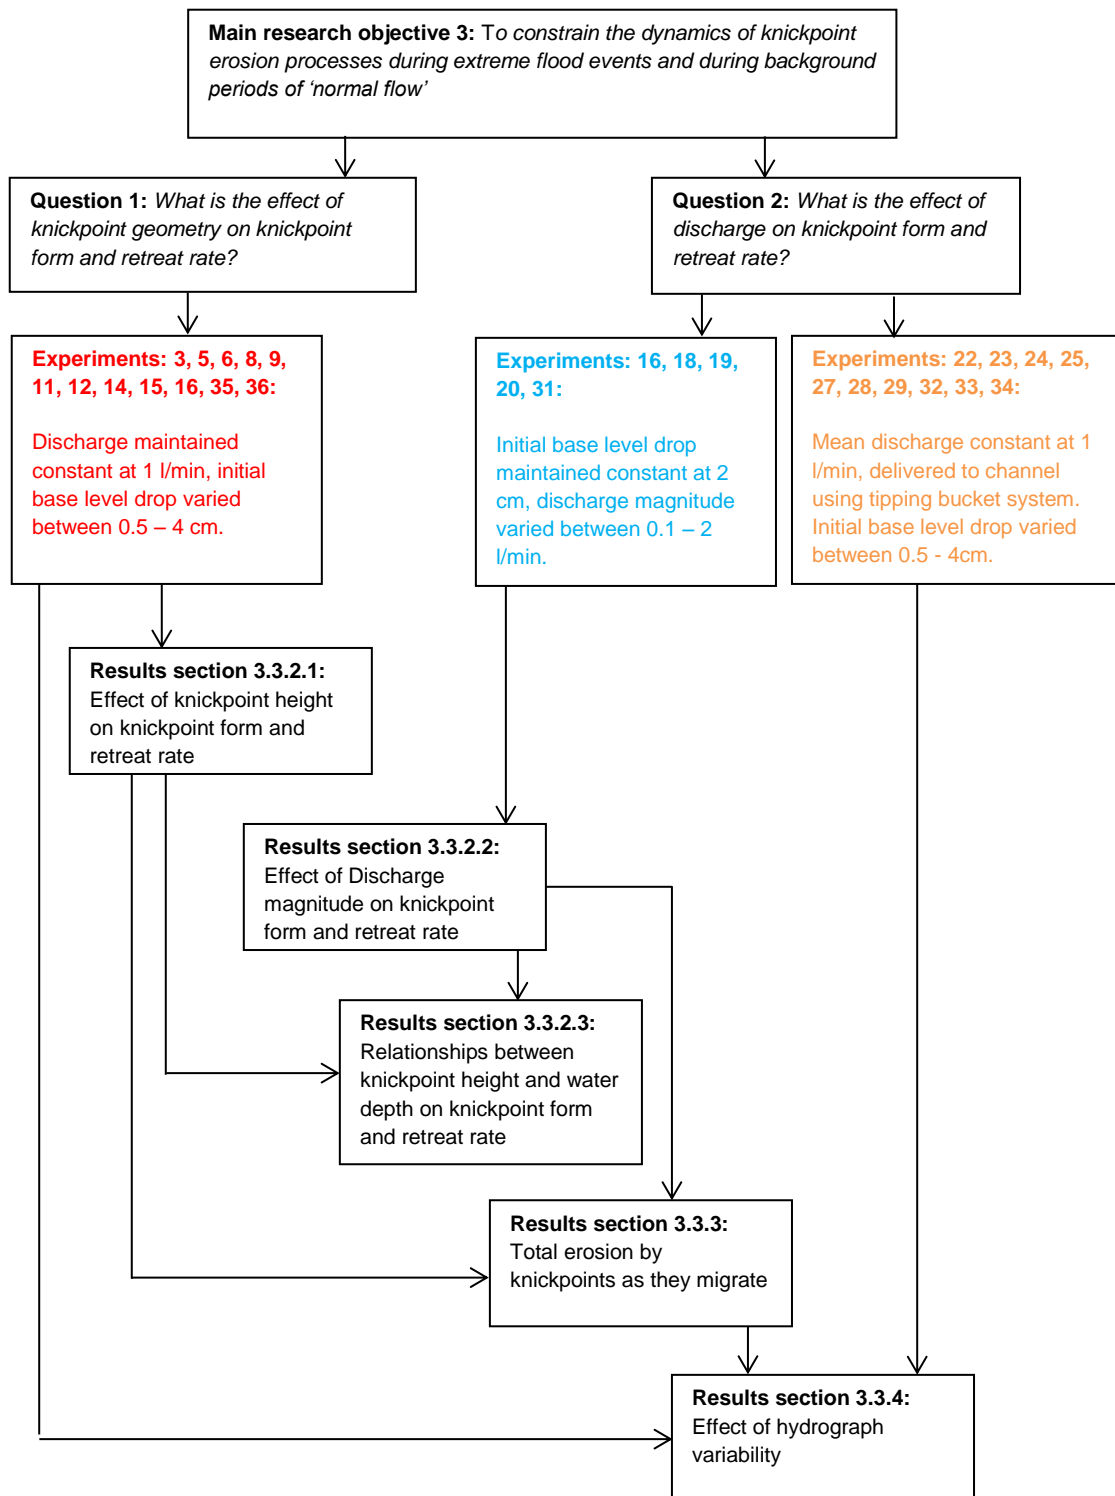 Main research objective 3: To constrain the dynamics of knickpoint
erosion processes during extreme flood events and during background
periods of ‘normal flow’
Question 1: What is the effect of
knickpoint geometry on knickpoint
form and retreat rate?
Question 2: What is the effect of
discharge on knickpoint form and
retreat rate?
Experiments: 3, 5, 6, 8, 9,
11, 12, 14, 15, 16, 35, 36:
Discharge maintained
constant at 1 l/min, initial
base level drop varied
between 0.5 – 4 cm.
Experiments: 16, 18, 19,
20, 31:
Initial base level drop
maintained constant at 2
cm, discharge magnitude
varied between 0.1 – 2
l/min.
Experiments: 22, 23, 24, 25,
27, 28, 29, 32, 33, 34:
Mean discharge constant at 1
l/min, delivered to channel
using tipping bucket system.
Initial base level drop varied
between 0.5 - 4cm.
Results section 3.3.2.1:
Effect of knickpoint height
on knickpoint form and
retreat rate
Results section 3.3.2.2:
Effect of Discharge
magnitude on knickpoint
form and retreat rate
Results section 3.3.2.3:
Relationships between
knickpoint height and water
depth on knickpoint form
and retreat rate
Results section 3.3.3:
Total erosion by
knickpoints as they migrate
Results section 3.3.4:
Effect of hydrograph
variability